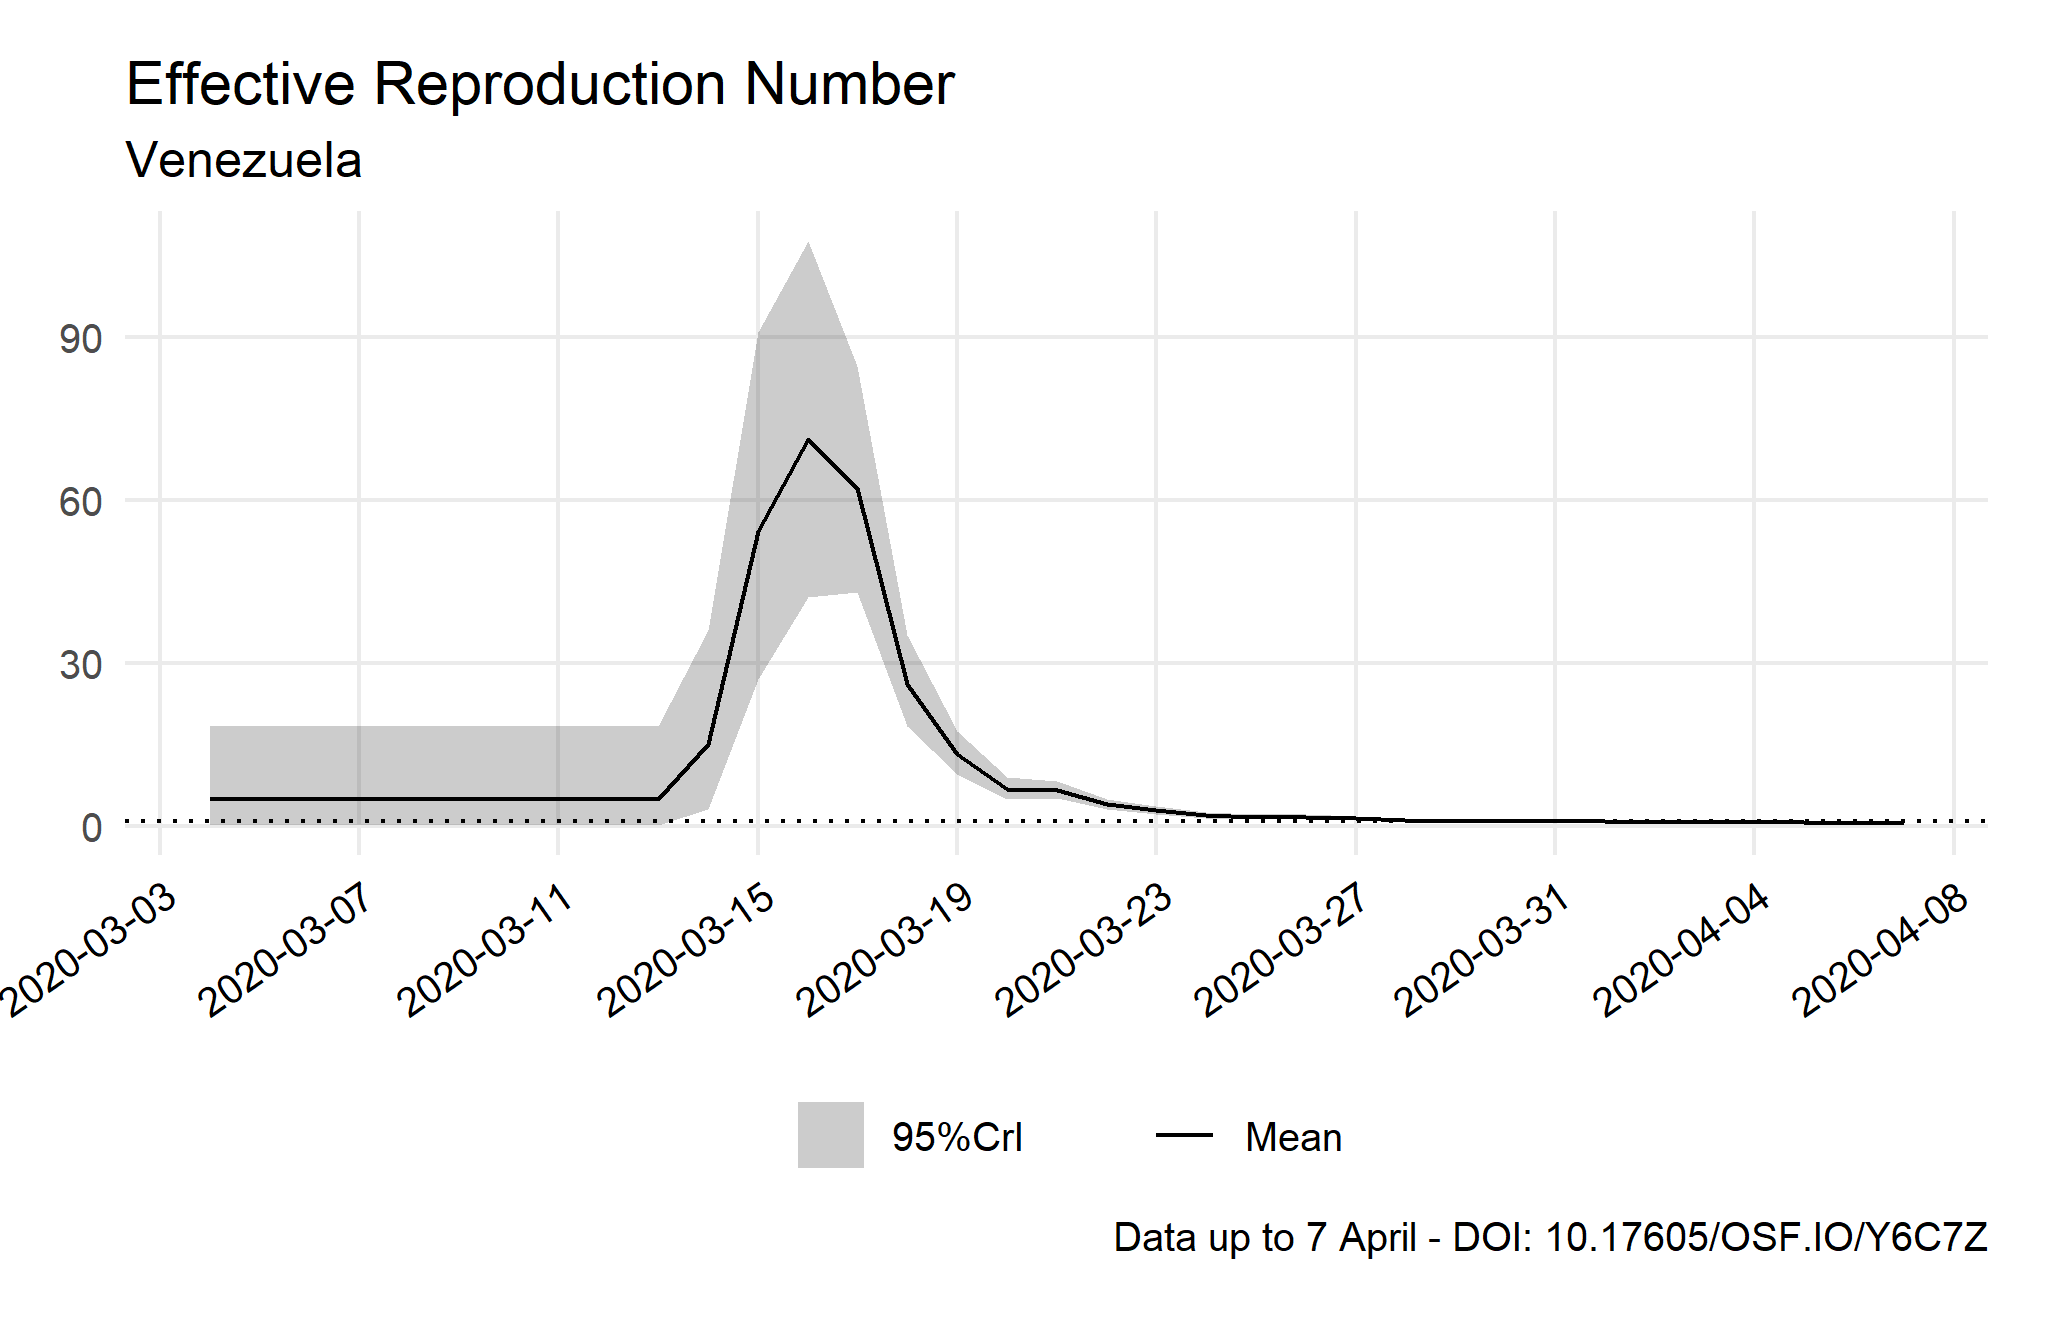 Effective Reproduction Number
Venezuela
90
60
30
0
2020-03-03
2020-03-07
2020-03-11
2020-03-15
2020-03-19
2020-03-23
2020-03-27
2020-03-31
2020-04-04
2020-04-08
95%CrI
Mean
Data up to 7 April - DOI: 10.17605/OSF.IO/Y6C7Z